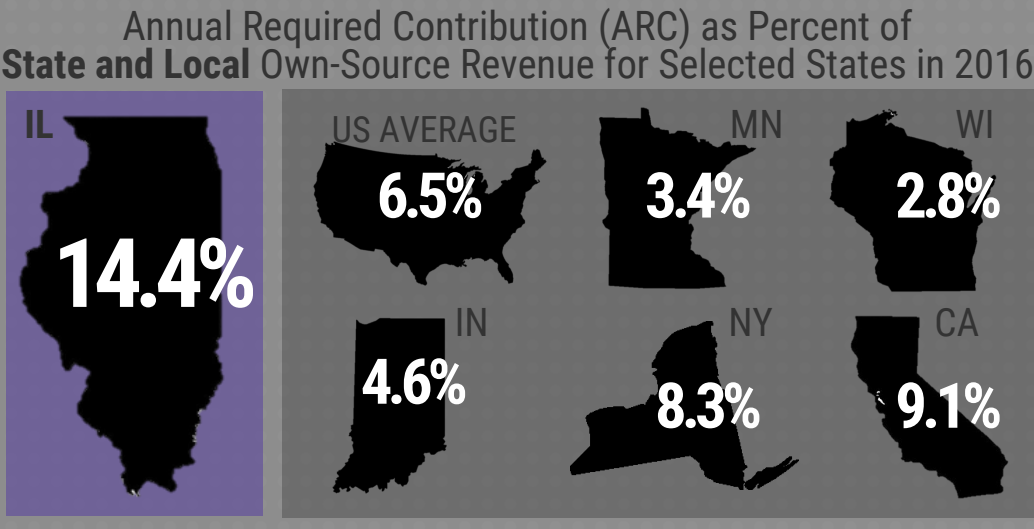 Annual Required Contribution (ARC) as Percent of
State and Local Own-Source Revenue for Selected States in 2016
IL
14.4%
US AVERAGE
6.5%
MN
3.4%
WI
2.8%
IN
4.6%
NY
8.3%
CA
9.1%